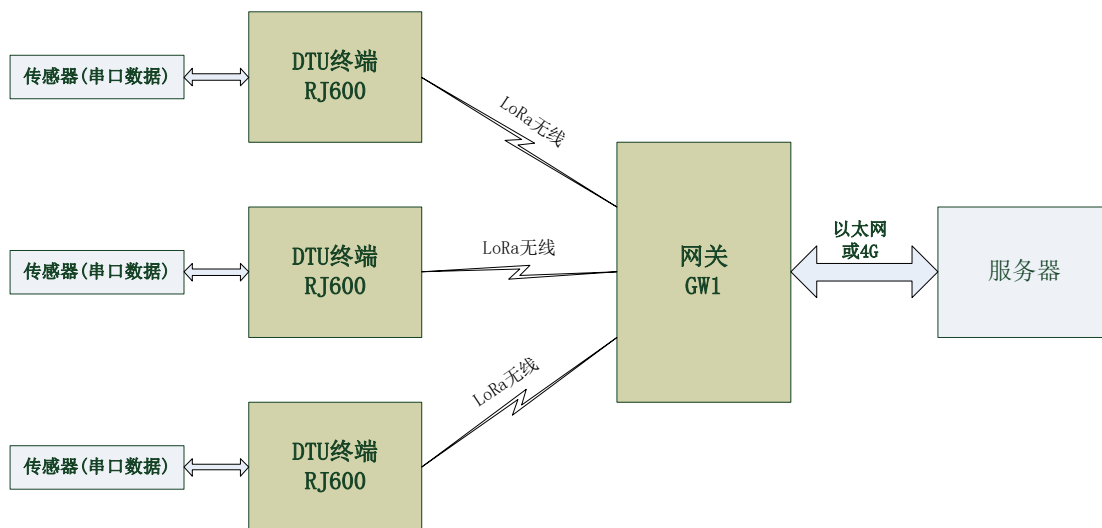 传感器(串口数据)
DTU终端
RJ600
LoRa无线
传感器(串口数据)
DTU终端
RJ600
LoRa无线
网关
GW1
以太网
或4G
服务器
传感器(串口数据)
DTU终端
RJ600
LoRa无线